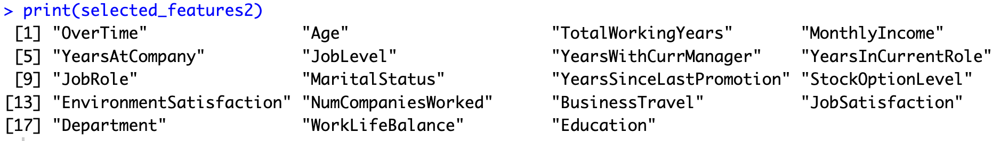 > print(selected_features2)
[1] "OverTime" "Age" "TotalWorkingYears" "MonthlyIncome"
[5] "YearsAtCompany" "JobLevel" "YearsWithCurrManager" "YearsInCurrentRole"
[9] "JobRole" "MaritalStatus" "YearsSinceLastPromotion" "StockOptionLevel"
[13] "EnvironmentSatisfaction" "NumCompaniesWorked" "BusinessTravel" "JobSatisfaction"
[17] "Department" "WorkLifeBalance" "Education"